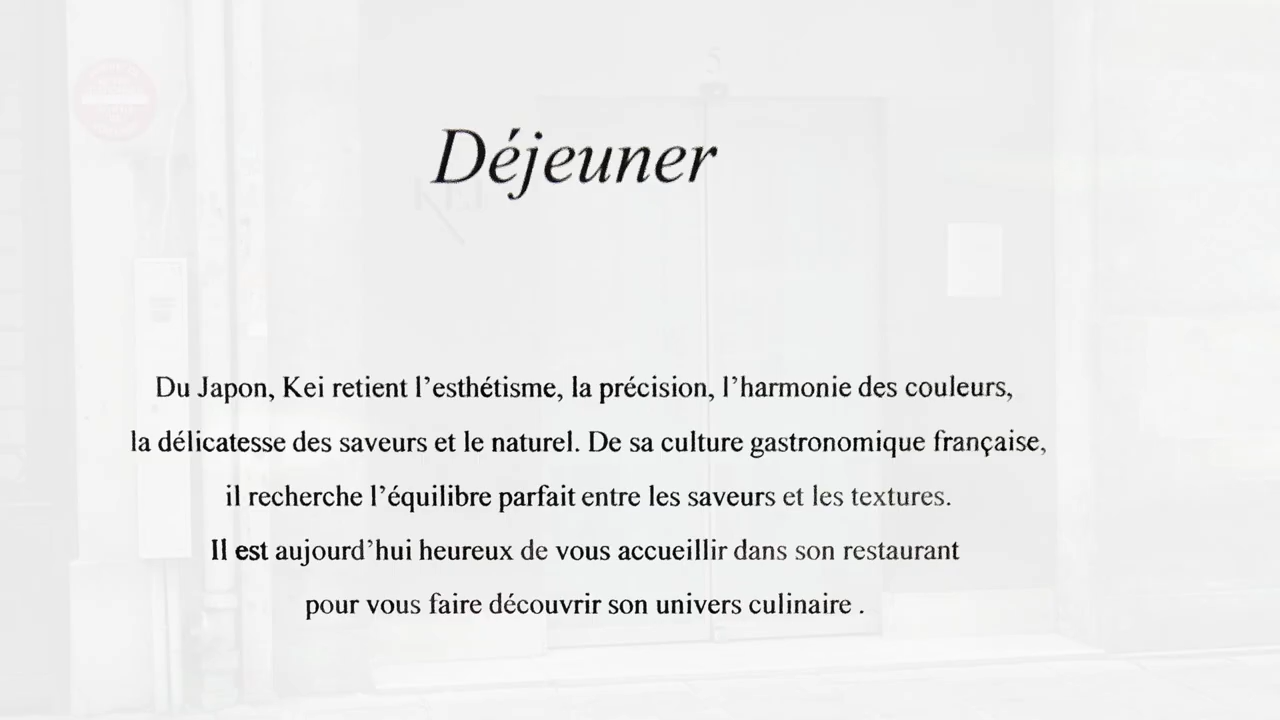 Déjeuner
Du Japon, Kei retient l’esthétisme, la précision, l’harmonie des couleurs,
la délicatesse des saveurs et le naturel. De sa culture gastronomique française,
il recherche l’équilibre parfait entre les saveurs et les textures.
Il est aujourd’hui heureux de vous accueillir dans son restaurant
pour vous faire découvrir son univers culinaire .